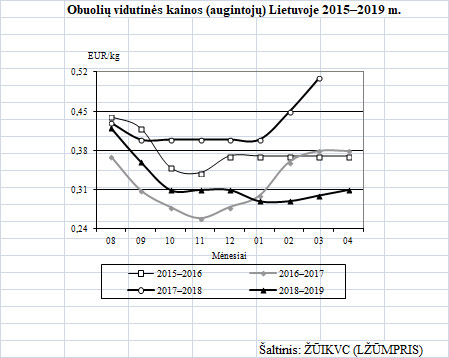 Obuolių vidutinės kainos (augintojų) Lietuvoje 2015–2019 m.
EUR/kg
0,52
0,45
0,38
0,31
0,24
08 09 10 11 12 01 02 03 04
Mėnesiai
2015–2016 2016–2017
2017–2018 2018–2019
Šaltinis: ŽŪIKVC (LŽŪMPRIS)